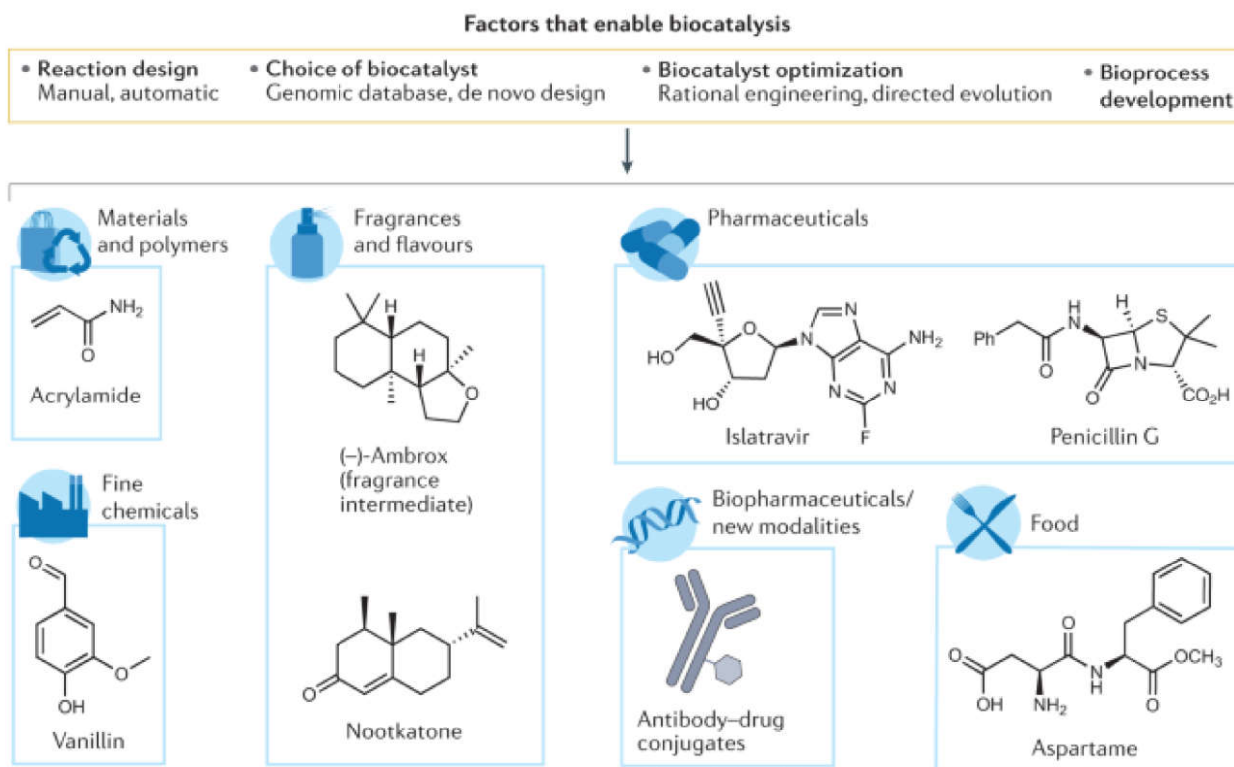 Factors that enable biocatalysis
• Reaction design
Manual, automatic
• Choice of biocatalyst
Genomic database, de novo design
• Biocatalyst optimization
Rational engineering, directed evolution
• Bioprocess
development
Materials
and polymers
NH₂
O
Acrylamide
Fine
chemicals
O
O
OH
Vanillin
Fragrances
and flavours
H
H
O
(–)-Ambrox
(fragrance
intermediate)
O
Nootkatone
Pharmaceuticals
HO
O
HO
N
N
NH₂
N
N
F
Islatravir
Ph
O
H
N
H
S
N
O
CO₂H
Penicillin G
Biopharmaceuticals/
new modalities
Antibody–drug
conjugates
Food
O
OH
O
NH₂
N
H
O
OCH₃
Aspartame